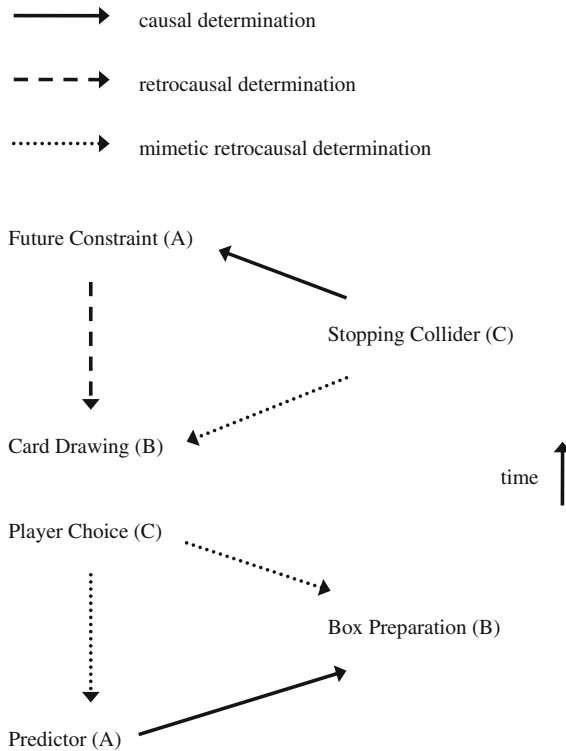 causal determination
retrocausal determination
mimetic retrocausal determination
Future Constraint (A)
Stopping Collider (C)
Card Drawing (B)
time
Player Choice (C)
Box Preparation (B)
Predictor (A)